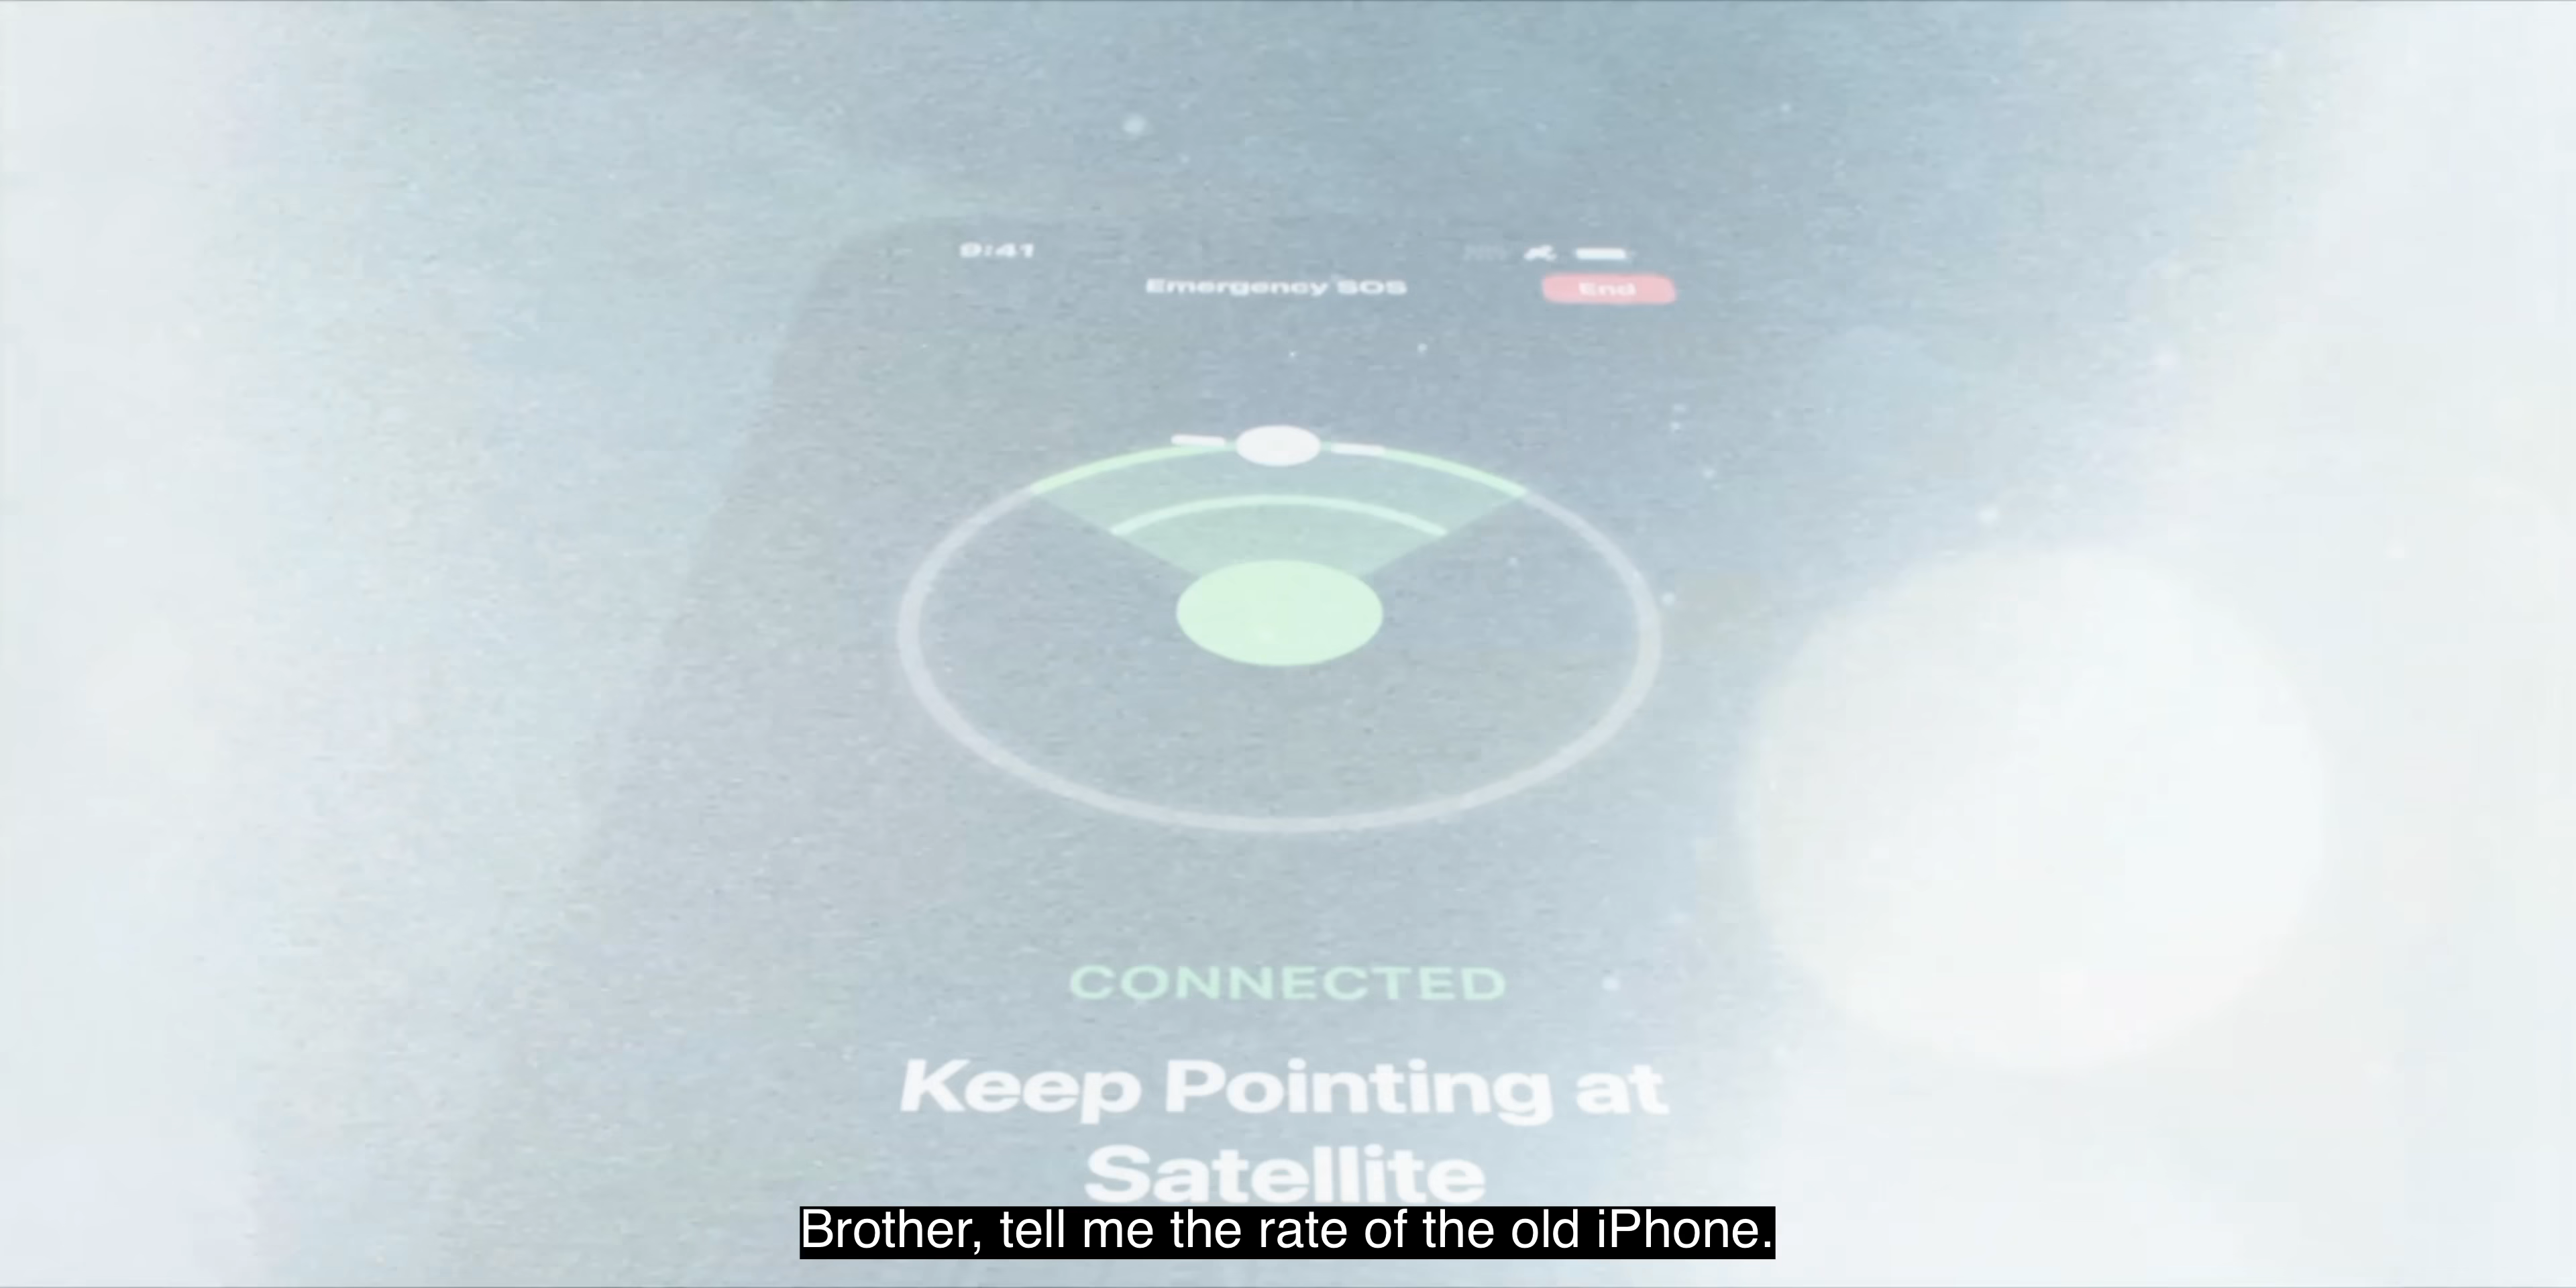 9:41
Emergency SOS
End
CONNECTED
Keep Pointing at
Satellite
Brother, tell me the rate of the old iPhone.